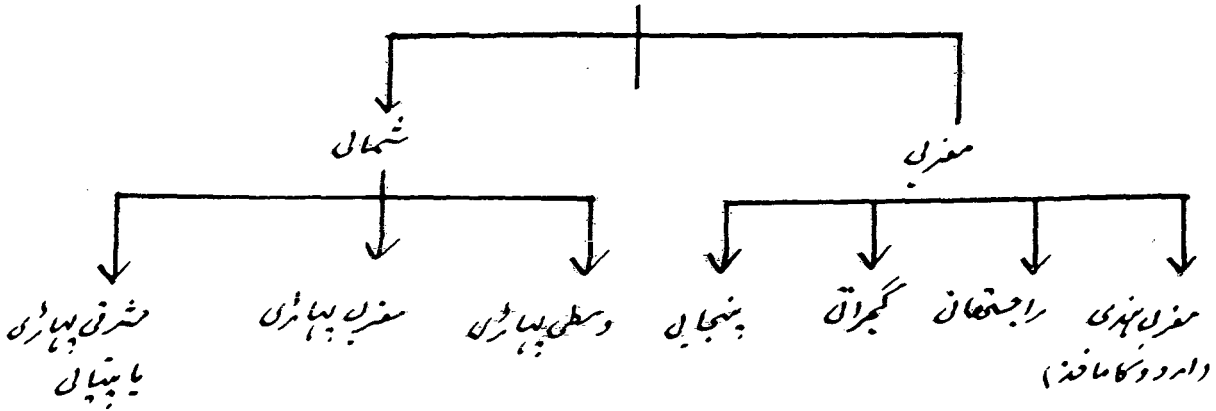 مغربی شمالی
مغربی ہندی راجستھانی گجراتی پنجابی وسطی پہاڑی مغربی پہاڑی مشرقی پہاڑی
(اردو کا ماخذ) یا نیپالی